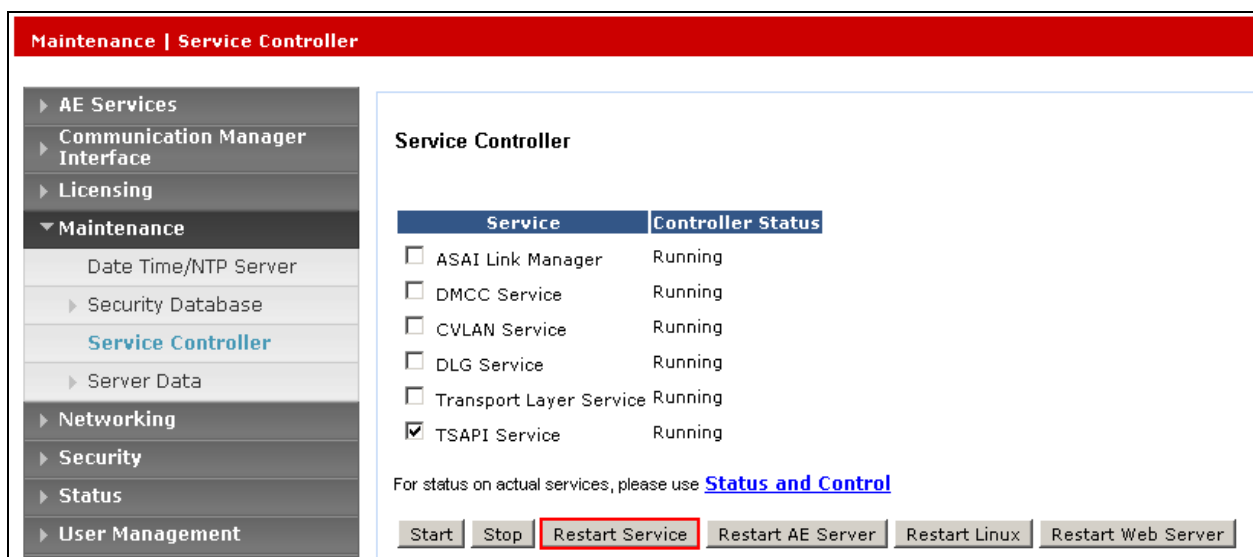 Maintenance | Service Controller
AE Services
Communication Manager
Interface
Licensing
Maintenance
Date Time/NTP Server
Security Database
Service Controller
Server Data
Networking
Security
Status
User Management
Service Controller
Service Controller Status
ASAI Link Manager Running
DMCC Service Running
CVLAN Service Running
DLG Service Running
Transport Layer Service Running
TSAPI Service Running
For status on actual services, please use Status and Control
Start Stop Restart Service Restart AE Server Restart Linux Restart Web Server